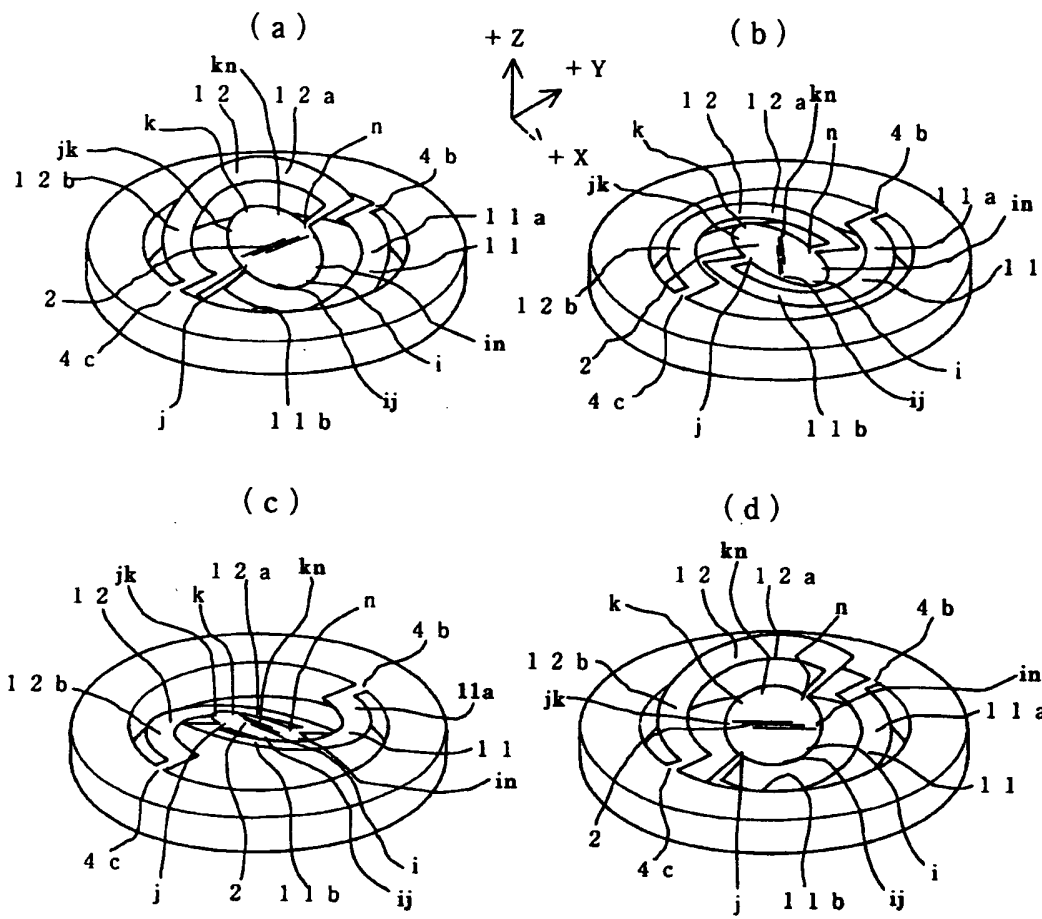 (a)
(b)
+Z
+Y
+X
kn
12
12a
k
n
jk
4b
12b
11a
11
2
4c
in
i
ij
j
11b
12
12a
kn
k
n
4b
jk
11a
in
12b
11
2
4c
i
ij
j
11b
(c)
(d)
jk
12a
kn
12
k
n
4b
12b
11a
11
in
4c
j
2
11b
i
ij
kn
12
12a
k
n
4b
12b
in
jk
11a
11
2
4c
i
j
11b
ij